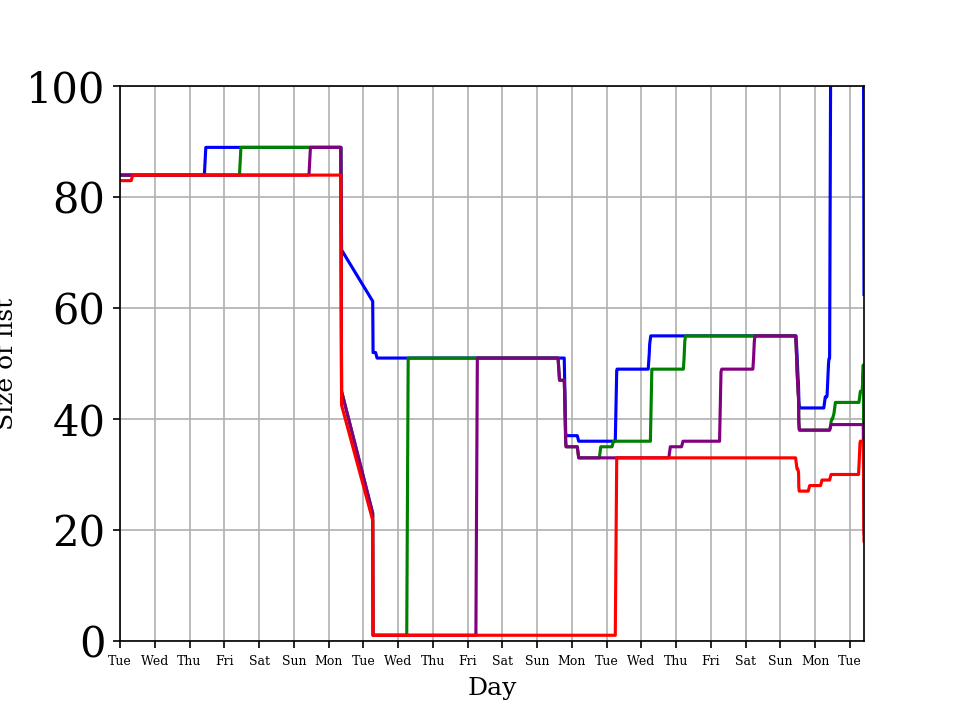 100
80
60
40
20
0
Size of list
Tue Wed Thu Fri Sat Sun Mon Tue Wed Thu Fri Sat Sun Mon Tue Wed Thu Fri Sat Sun Mon Tue
Day